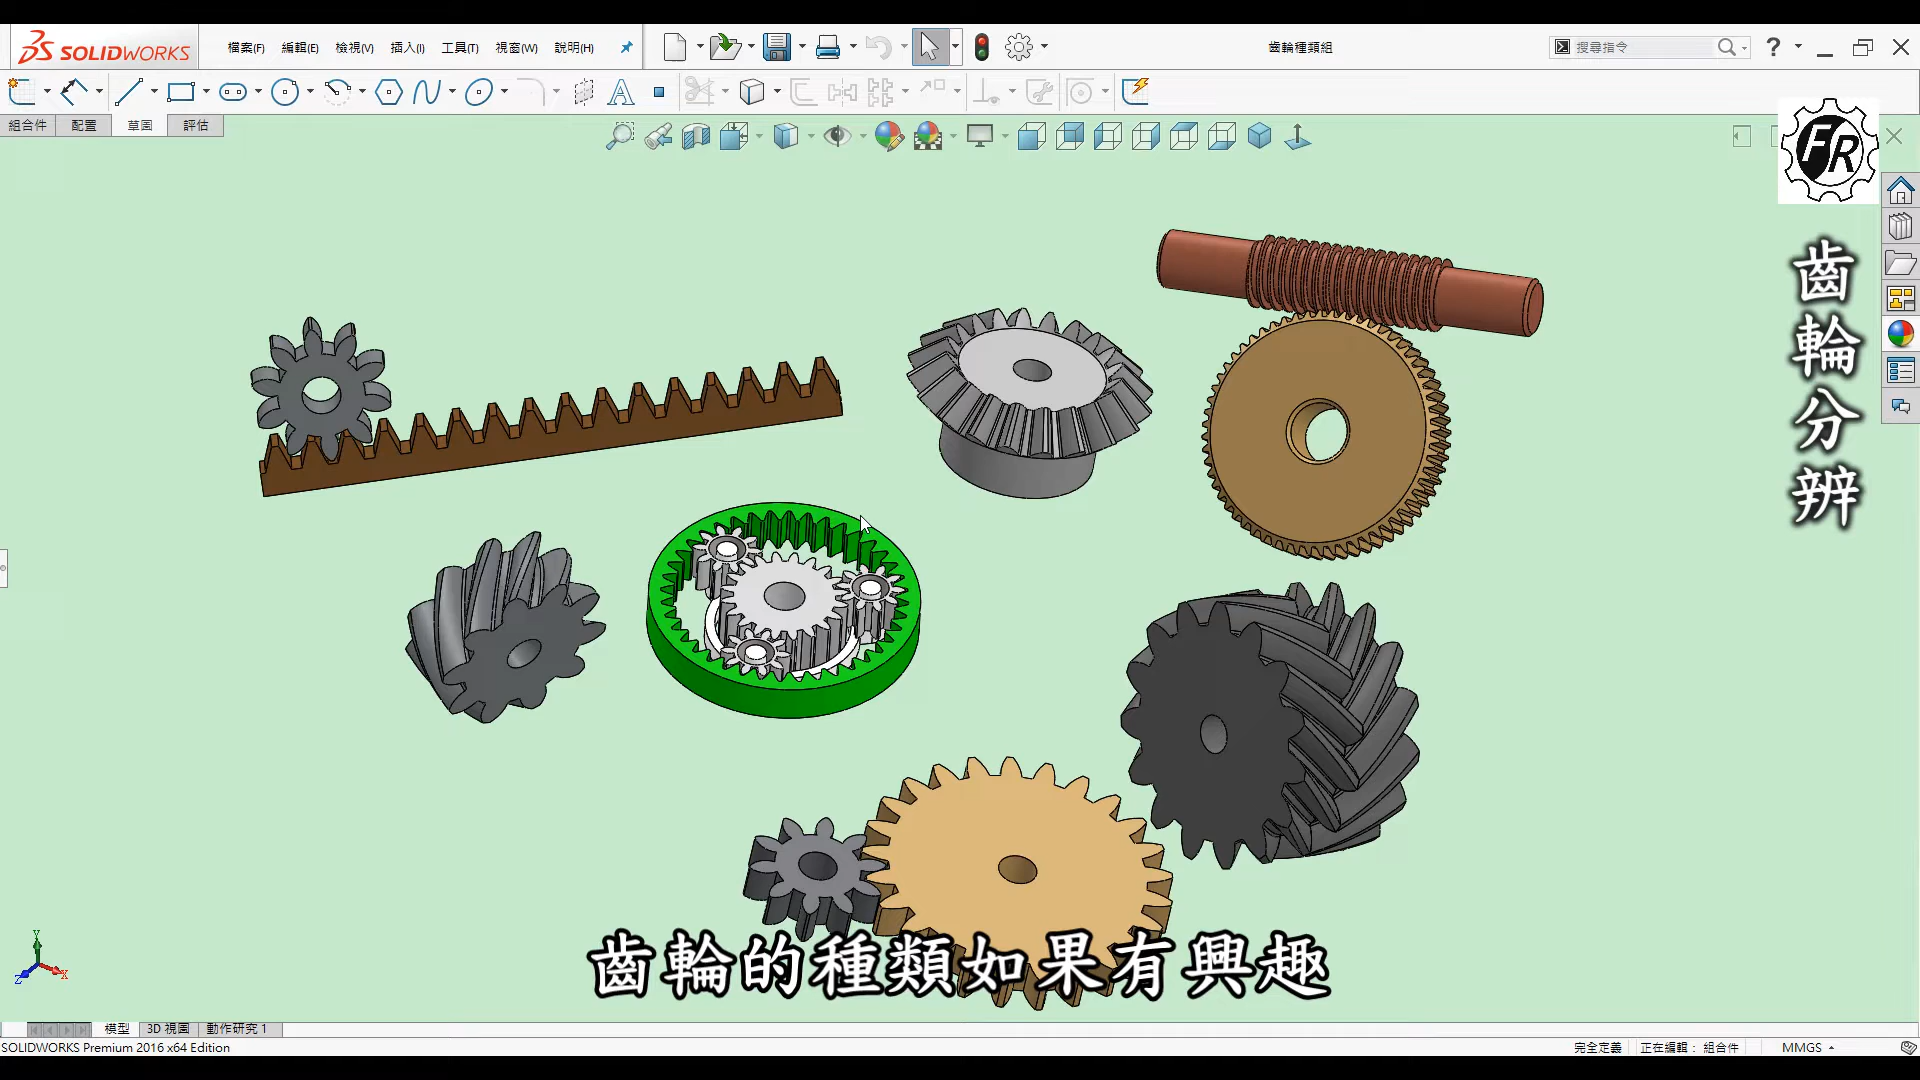 SOLIDWORKS
檔案(F) 編輯(E) 檢視(V) 插入(I) 工具(T) 視窗(W) 說明(H)
齒輪種類組
搜尋指令
組合件 配置 草圖 評估
FR
齒輪分辨
齒輪的種類如果有興趣
Y
X
Z
模型 3D 視圖 動作研究 1
SOLIDWORKS Premium 2016 x64 Edition
完全定義 正在編輯： 組合件 MMGS